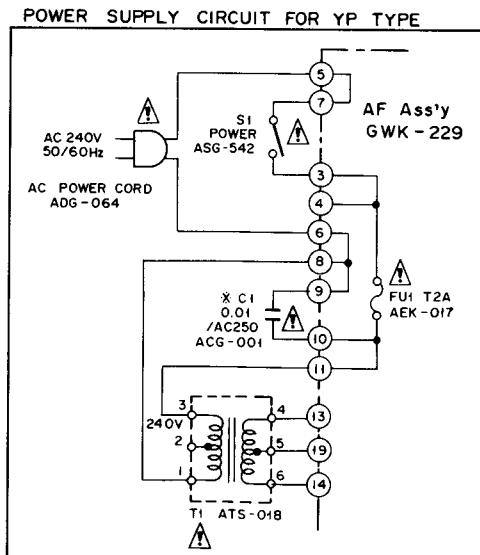 POWER SUPPLY CIRCUIT FOR YP TYPE
5
7
AF Ass'y
GWK-229
S1
POWER
ASG-542
AC 240V
50/60Hz
AC POWER CORD
ADG-064
3
4
6
8
9
※ C1
0.01
/AC250
ACG-001
FU1 T2A
AEK-017
10
11
3
240V
2
1
4
5
6
13
19
14
T1 ATS-018